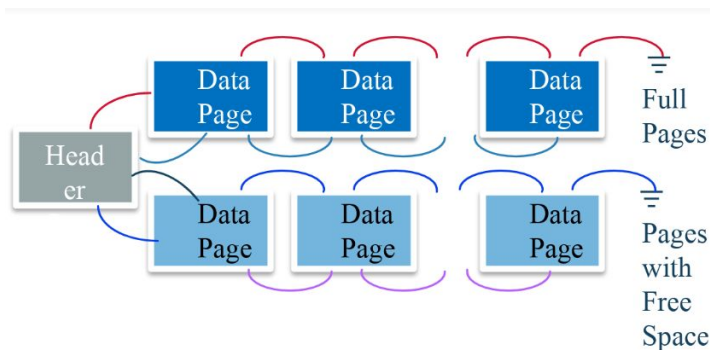 Data
Page
Data
Page
Data
Page
Full
Pages
Head
er
Data
Page
Data
Page
Data
Page
Pages
with
Free
Space